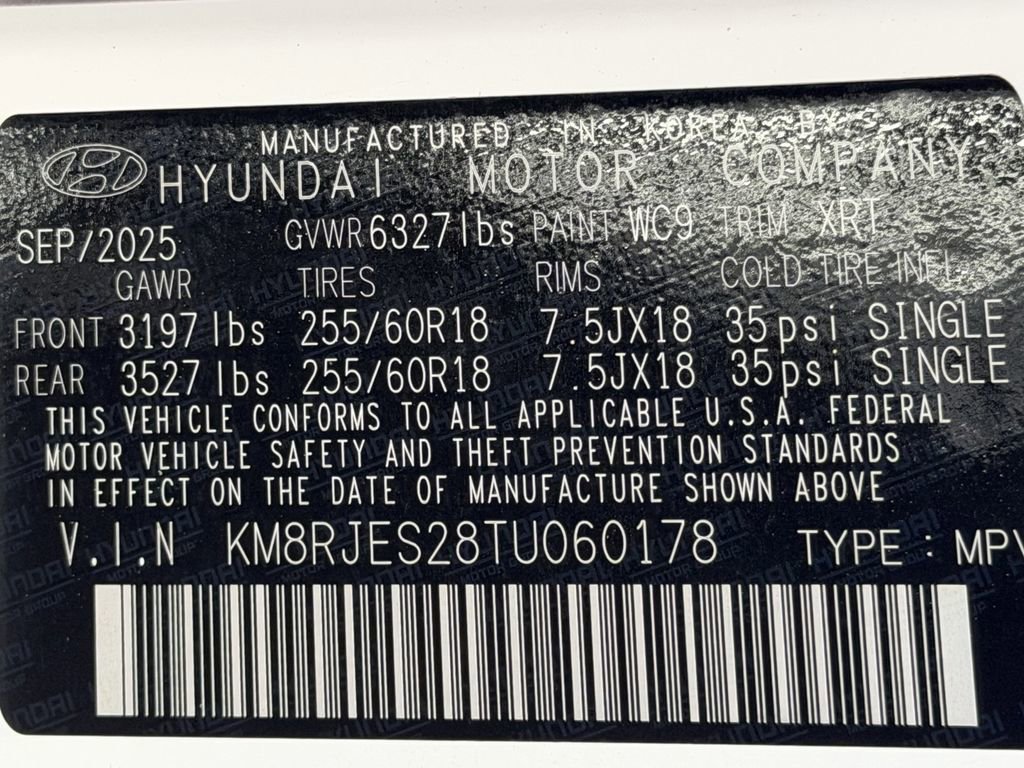 MANUFACTURED IN KOREA BY
HYUNDAI MOTOR COMPANY
SEP/2025 GVWR 6327lbs PAINT WC9 TRIM XRT
GAWR TIRES RIMS COLD TIRE INFL
FRONT 3197lbs 255/60R18 7.5JX18 35psi SINGLE
REAR 3527lbs 255/60R18 7.5JX18 35psi SINGLE
THIS VEHICLE CONFORMS TO ALL APPLICABLE U.S.A. FEDERAL
MOTOR VEHICLE SAFETY AND THEFT PREVENTION STANDARDS
IN EFFECT ON THE DATE OF MANUFACTURE SHOWN ABOVE
V.I.N KM8RJES28TU060178 TYPE : MPV